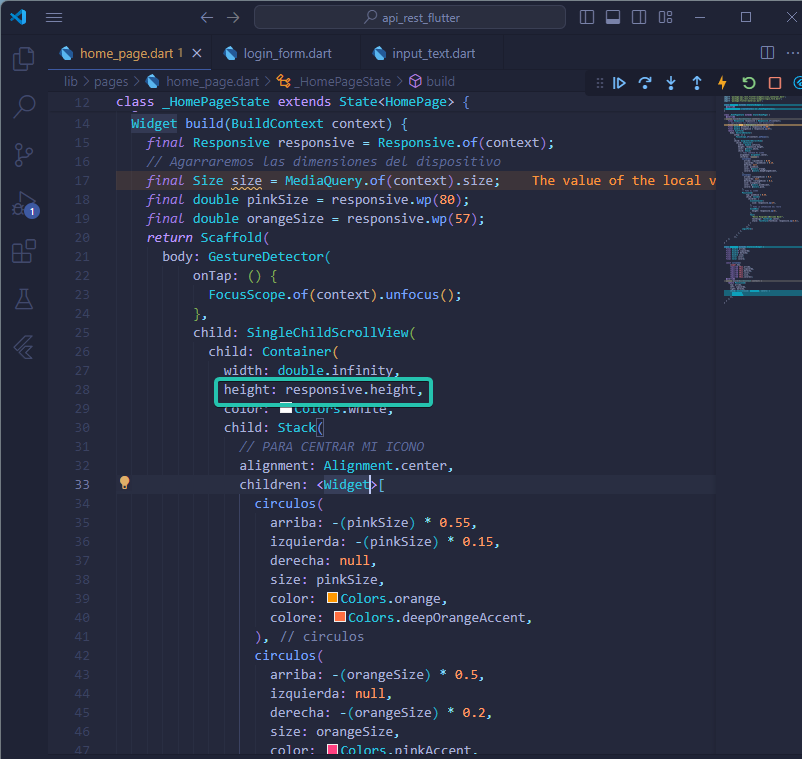 api_rest_flutter
home_page.dart 1
login_form.dart
input_text.dart
lib > pages > home_page.dart > _HomePageState > build
12 class _HomePageState extends State<HomePage> {
14 Widget build(BuildContext context) {
15 final Responsive responsive = Responsive.of(context);
16 // Agarraremos las dimensiones del dispositivo
17 final Size size = MediaQuery.of(context).size; The value of the local v
18 final double pinkSize = responsive.wp(80);
19 final double orangeSize = responsive.wp(57);
20 return Scaffold(
21 body: GestureDetector(
22 onTap: () {
23 FocusScope.of(context).unfocus();
24 },
25 child: SingleChildScrollView(
26 child: Container(
27 width: double.infinity,
28 height: responsive.height,
29 color: Colors.white,
30 child: Stack(
31 // PARA CENTRAR MI ICONO
32 alignment: Alignment.center,
33 children: <Widget>[
34 circulos(
35 arriba: -(pinkSize) * 0.55,
36 izquierda: -(pinkSize) * 0.15,
37 derecha: null,
38 size: pinkSize,
39 color: Colors.orange,
40 colore: Colors.deepOrangeAccent,
41 ), // circulos
42 circulos(
43 arriba: -(orangeSize) * 0.5,
44 izquierda: null,
45 derecha: -(orangeSize) * 0.2,
46 size: orangeSize,
47 color: Colors.pinkAccent,
1